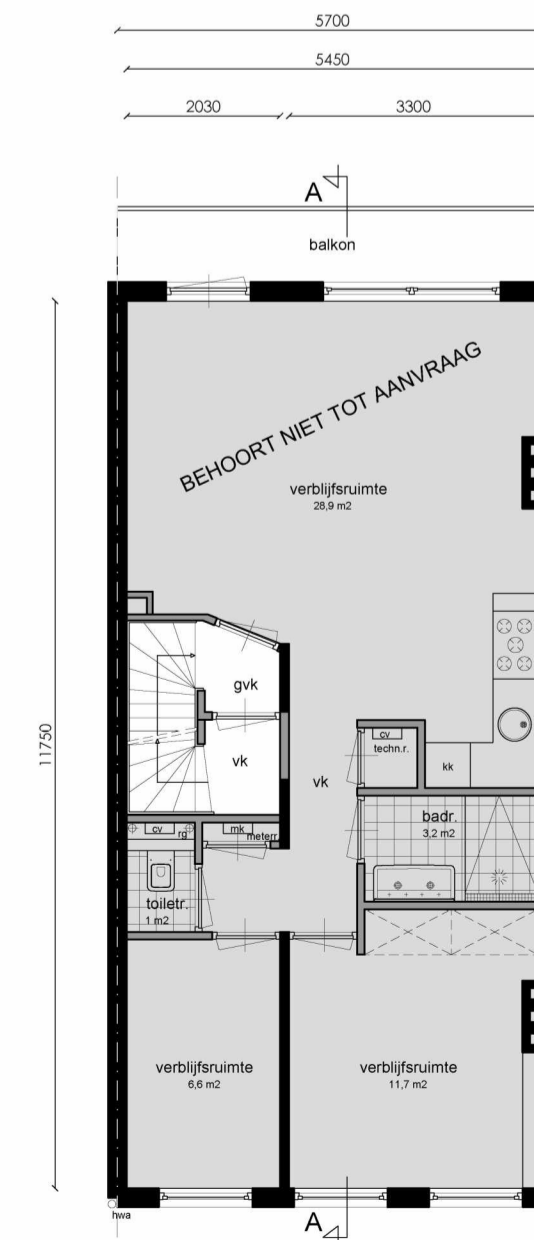 5700
5450
2030 3300
A
balkon
BEHOORT NIET TOT AANVRAAG
verblijfsruimte
28,9 m2
gvk
vk
vk
cv
techn.r.
kk
11750
cv
rg
mk
meterr.
badr.
3,2 m2
toiletr.
1 m2
verblijfsruimte
6,6 m2
verblijfsruimte
11,7 m2
hwa
A